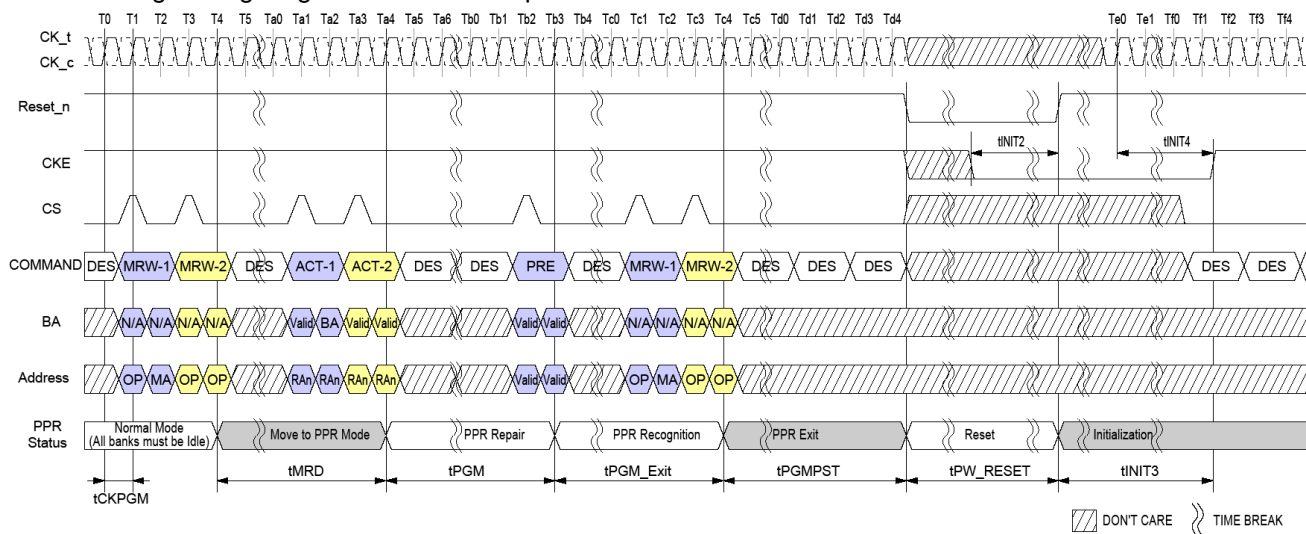 T0 T1 T2 T3 T4 T5 Ta0 Ta1 Ta2 Ta3 Ta4 Ta5 Ta6 Tb0 Tb1 Tb2 Tb3 Tb4 Tc0 Tc1 Tc2 Tc3 Tc4 Tc5 Td0 Td1 Td2 Td3 Td4 Te0 Te1 Tf0 Tf1 Tf2 Tf3 Tf4
CK_t
CK_c
Reset_n
tINIT2 tINIT4
CKE
CS
COMMAND DES MRW-1 MRW-2 DES ACT-1 ACT-2 DES DES PRE DES MRW-1 MRW-2 DES DES DES DES DES
BA N/A N/A N/A N/A Valid BA Valid Valid Valid Valid N/A N/A N/A N/A
Address OP MA OP OP RAn RAn RAn RAn Valid Valid OP MA OP OP
PPR Status Normal Mode (All banks must be Idle) Move to PPR Mode PPR Repair PPR Recognition PPR Exit Reset Initialization
tCKPGM tMRD tPGM tPGM_Exit tPGMPST tPW_RESET tINIT3
DON'T CARE TIME BREAK